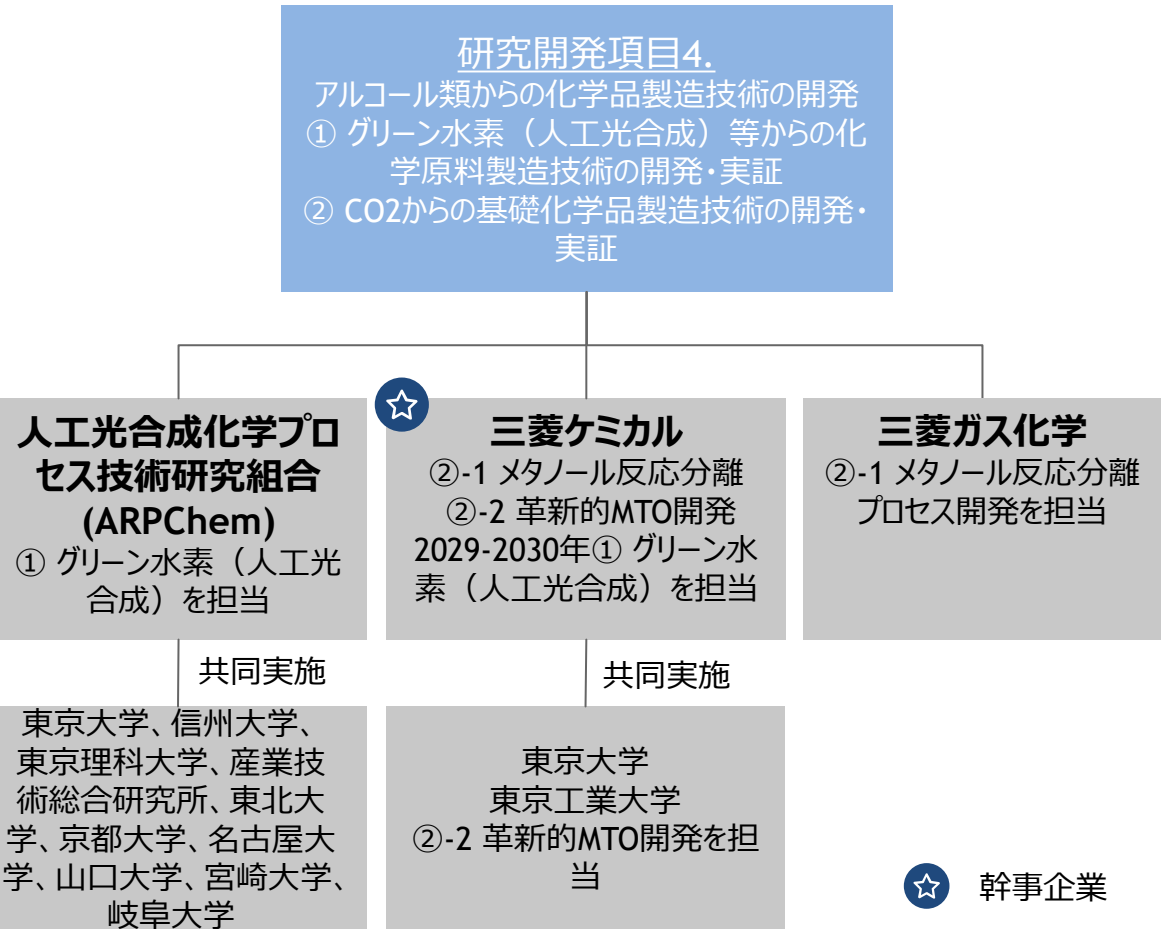 研究開発項目4.
アルコール類からの化学品製造技術の開発
① グリーン水素（人工光合成）等からの化
学原料製造技術の開発・実証
② CO2からの基礎化学品製造技術の開発・
実証
人工光合成化学プロ
セス技術研究組合
(ARPChem)
① グリーン水素（人工光
合成）を担当
三菱ケミカル
②-1 メタノール反応分離
②-2 革新的MTO開発
2029-2030年① グリーン水
素（人工光合成）を担当
三菱ガス化学
②-1 メタノール反応分離
プロセス開発を担当
共同実施
共同実施
東京大学、信州大学、
東京理科大学、産業技
術総合研究所、東北大
学、京都大学、名古屋大
学、山口大学、宮崎大学、
岐阜大学
東京大学
東京工業大学
②-2 革新的MTO開発を担
当
幹事企業